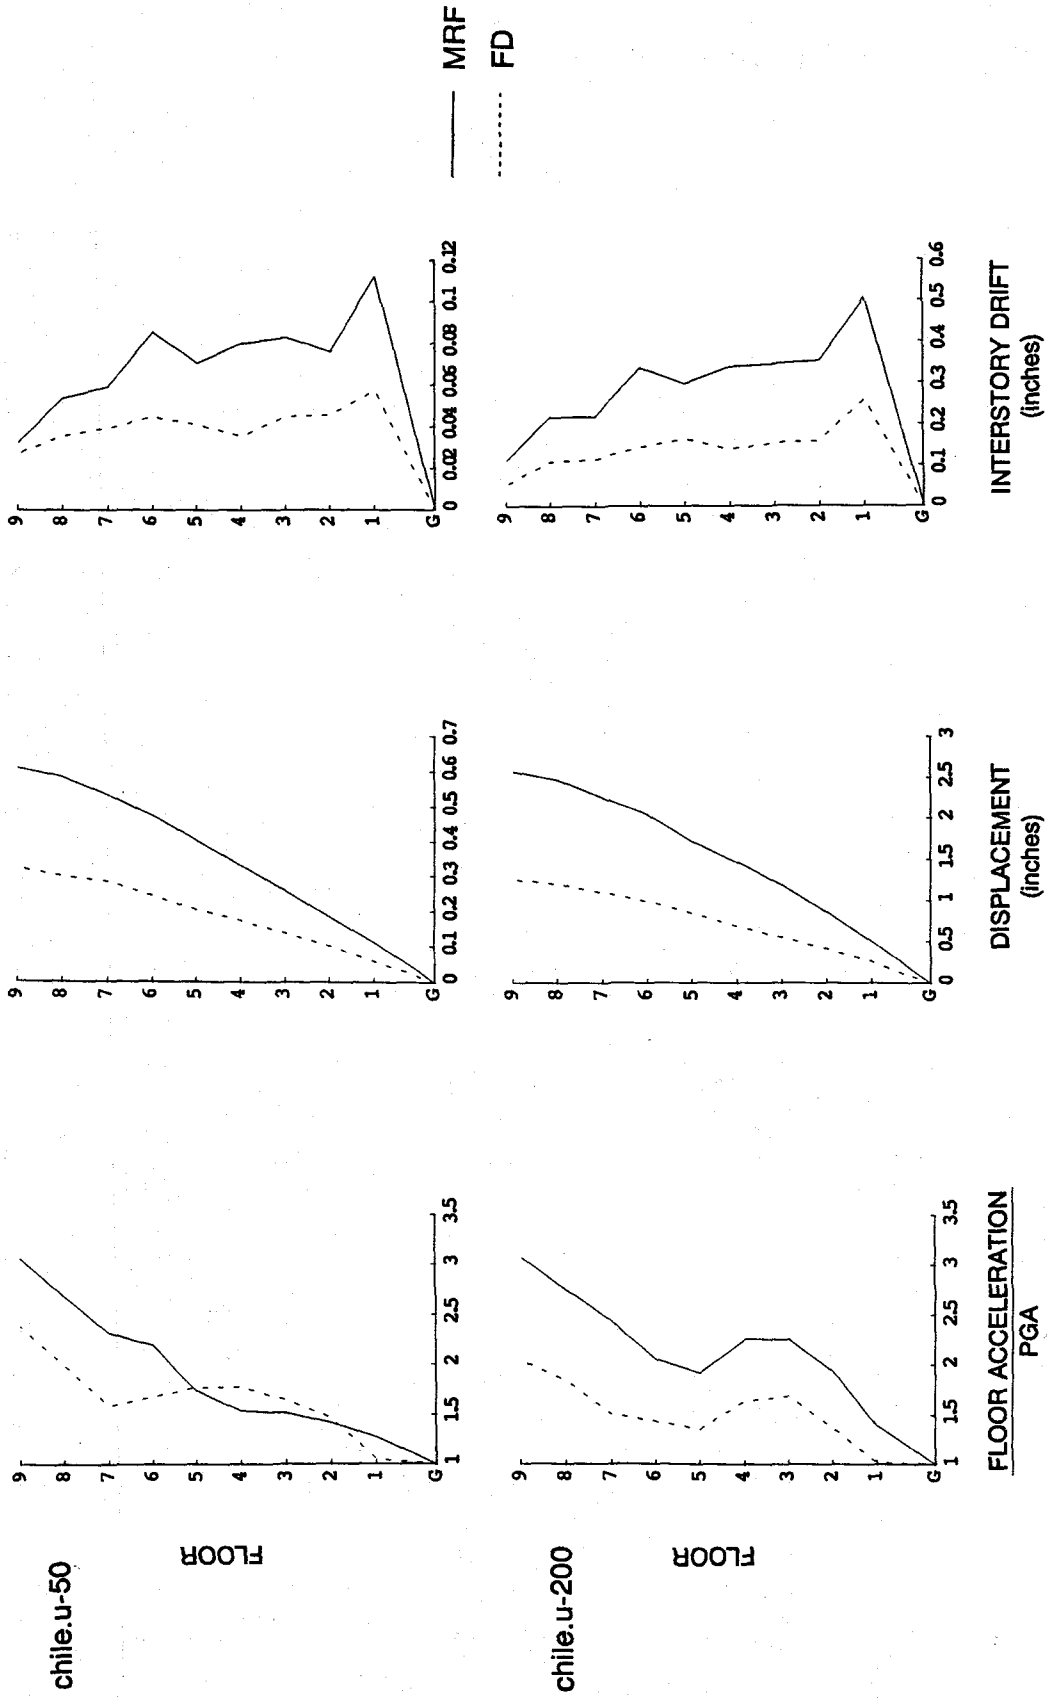 chile.u-50
FLOOR
9
8
7
6
5
4
3
2
1
G
1 1.5 2 2.5 3 3.5
9
8
7
6
5
4
3
2
1
G
0 0.1 0.2 0.3 0.4 0.5 0.6 0.7
9
8
7
6
5
4
3
2
1
G
0 0.02 0.04 0.06 0.08 0.1 0.12
MRF
FD
chile.u-200
FLOOR
9
8
7
6
5
4
3
2
1
G
1 1.5 2 2.5 3 3.5
FLOOR ACCELERATION
PGA
9
8
7
6
5
4
3
2
1
G
0 0.5 1 1.5 2 2.5 3
DISPLACEMENT
(inches)
9
8
7
6
5
4
3
2
1
G
0 0.1 0.2 0.3 0.4 0.5 0.6
INTERSTORY DRIFT
(inches)